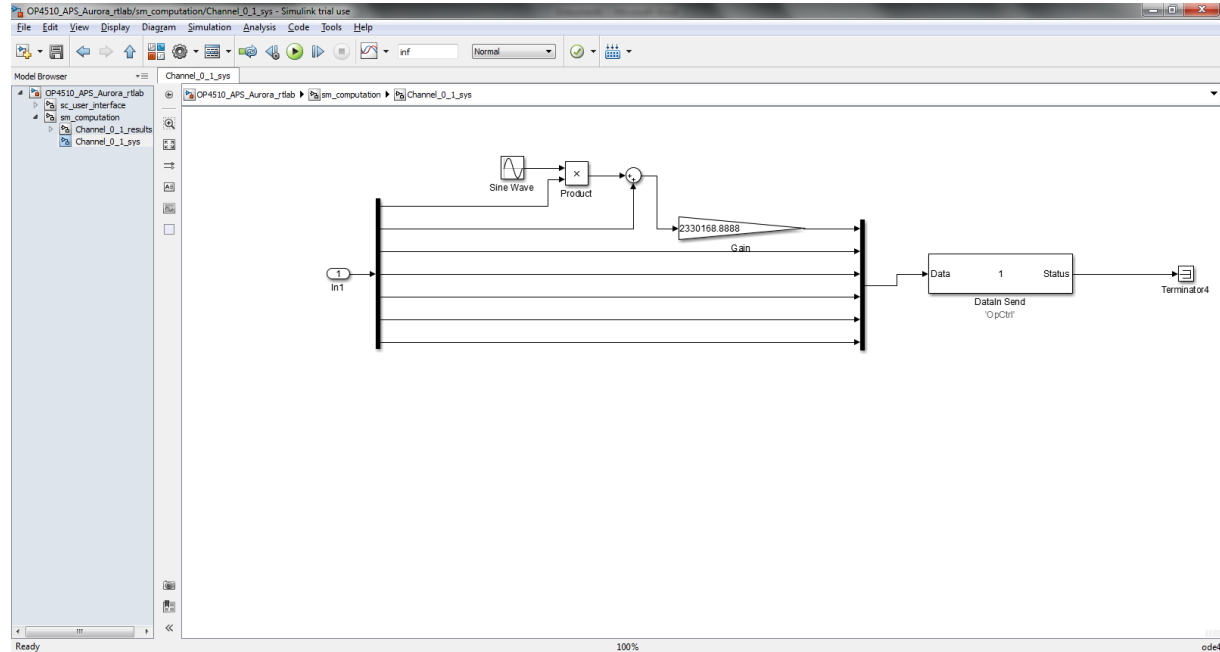 OP4510_APS_Aurora_rtlab/sm_computation/Channel_0_1_sys - Simulink trial use
File Edit View Display Diagram Simulation Analysis Code Tools Help
inf
Normal
Model Browser
Channel_0_1_sys
OP4510_APS_Aurora_rtlab
sc_user_interface
sm_computation
Channel_0_1_results
Channel_0_1_sys
OP4510_APS_Aurora_rtlab sm_computation Channel_0_1_sys
Sine Wave
×
Product
2330168.8888
Gain
1
In1
Data 1 Status
DataIn Send
'OpCtrl'
Terminator4
Ready 100% ode4